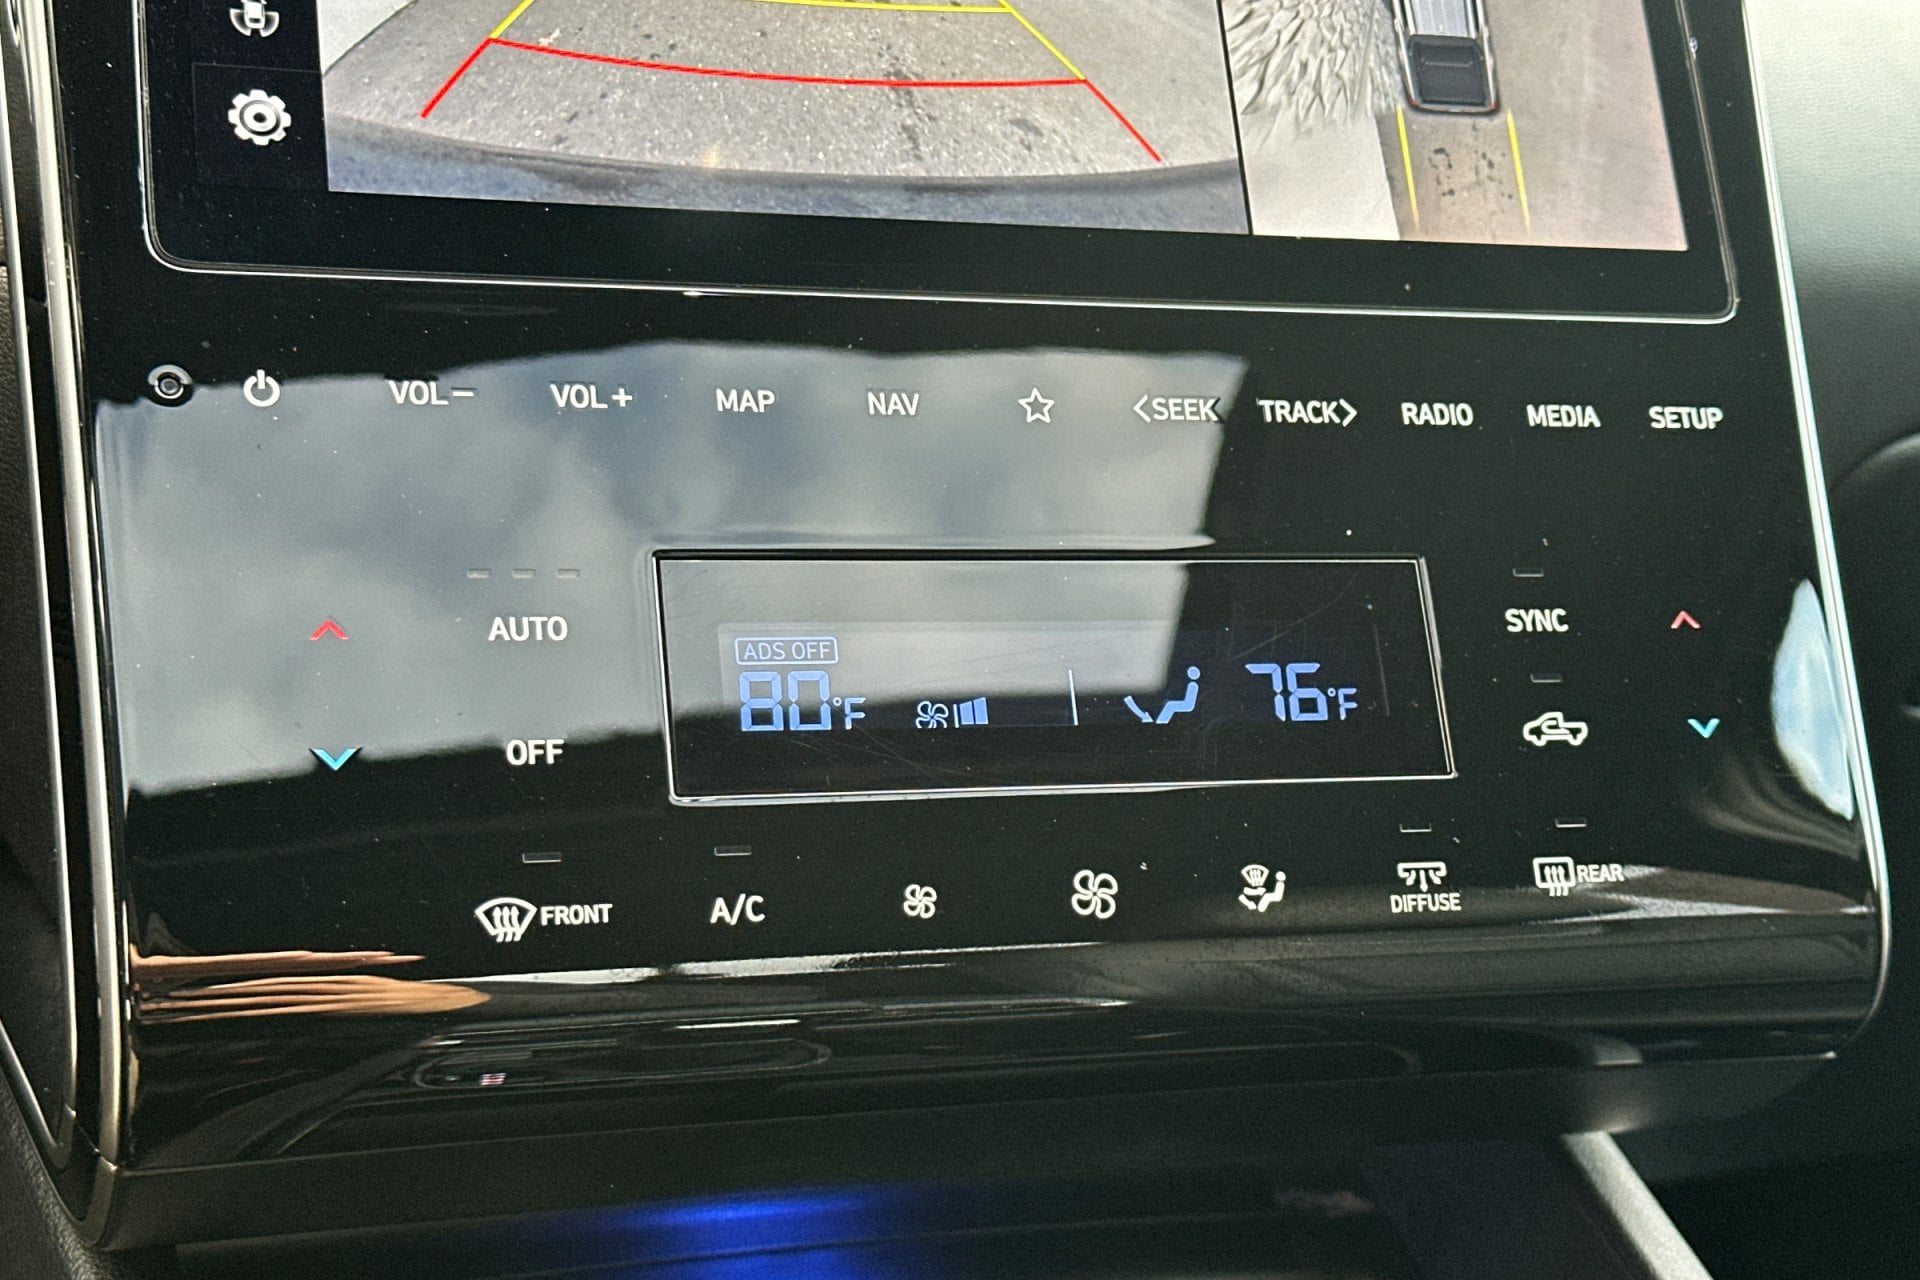 VOL− VOL+ MAP NAV <SEEK TRACK> RADIO MEDIA SETUP
AUTO
SYNC
ADS OFF
80°F 76°F
OFF
FRONT A/C DIFFUSE REAR